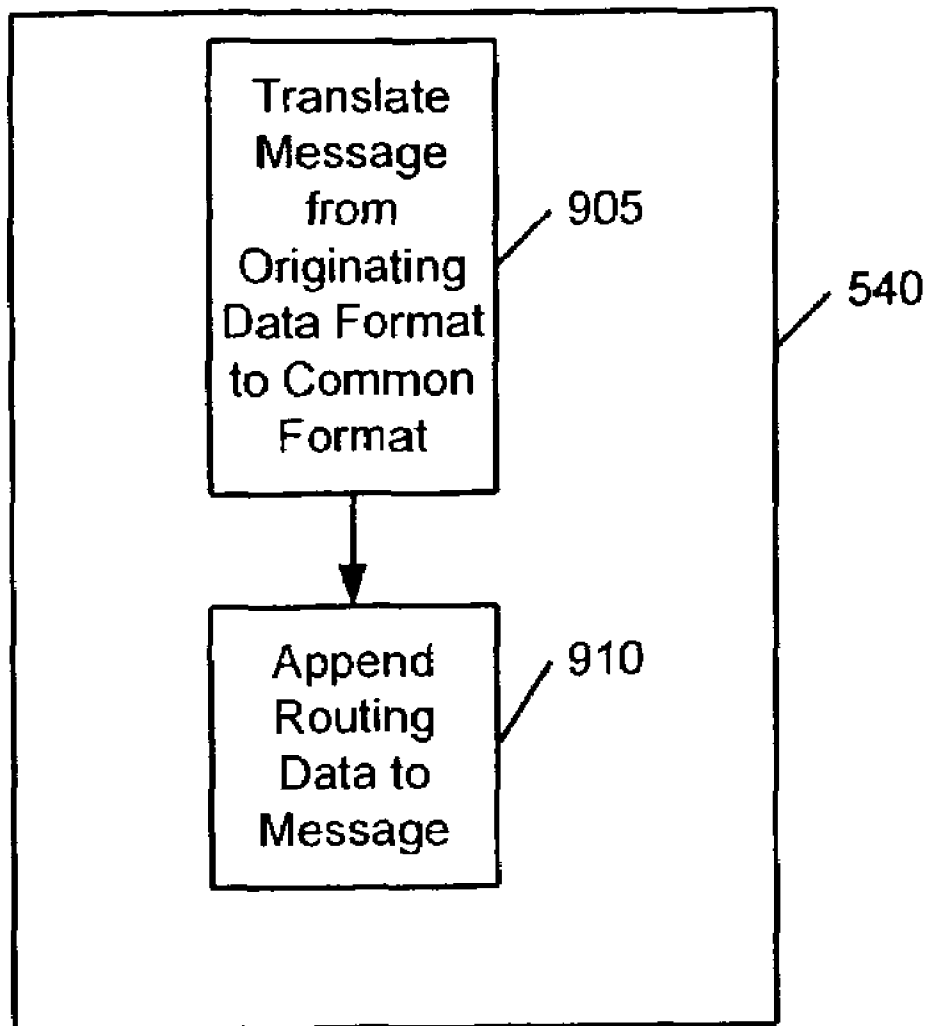 Translate
Message
from
Originating
Data Format
to Common
Format
905
540
Append
Routing
Data to
Message
910